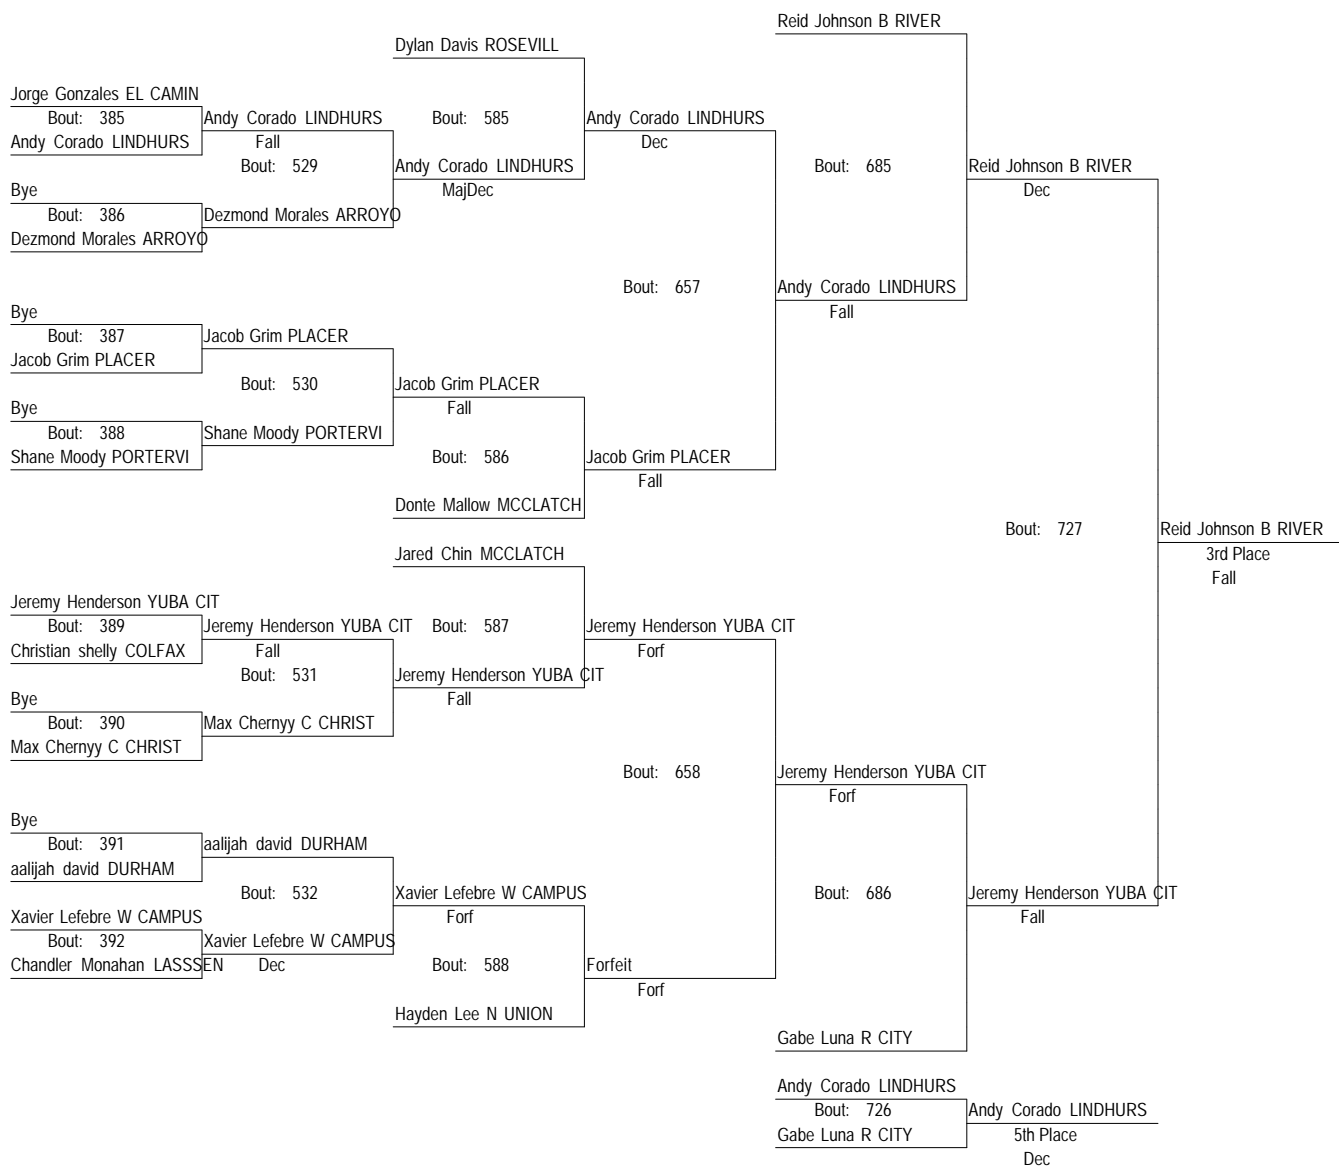 Reid Johnson B RIVER
Dylan Davis ROSEVILL
Jorge Gonzales EL CAMIN
Bout: 385
Andy Corado LINDHURS
Andy Corado LINDHURS
Fall
Bout: 529
Bout: 585
Andy Corado LINDHURS
Dec
Andy Corado LINDHURS
MajDec
Bout: 685
Reid Johnson B RIVER
Dec
Bye
Bout: 386
Dezmond Morales ARROYO
Dezmond Morales ARROYO
Bout: 657
Andy Corado LINDHURS
Fall
Bye
Bout: 387
Jacob Grim PLACER
Jacob Grim PLACER
Bout: 530
Jacob Grim PLACER
Fall
Bye
Bout: 388
Shane Moody PORTERVI
Shane Moody PORTERVI
Bout: 586
Jacob Grim PLACER
Fall
Donte Mallow MCCLATCH
Bout: 727
Reid Johnson B RIVER
3rd Place
Fall
Jared Chin MCCLATCH
Jeremy Henderson YUBA CIT
Bout: 389
Christian shelly COLFAX
Jeremy Henderson YUBA CIT
Fall
Bout: 531
Bout: 587
Jeremy Henderson YUBA CIT
Forf
Jeremy Henderson YUBA CIT
Fall
Bye
Bout: 390
Max Chernyy C CHRIST
Max Chernyy C CHRIST
Bout: 658
Jeremy Henderson YUBA CIT
Forf
Bye
Bout: 391
aalijah david DURHAM
aalijah david DURHAM
Bout: 532
Xavier Lefebre W CAMPUS
Forf
Bout: 686
Jeremy Henderson YUBA CIT
Fall
Xavier Lefebre W CAMPUS
Bout: 392
Chandler Monahan LASSSEN
Xavier Lefebre W CAMPUS
Dec
Bout: 588
Forfeit
Forf
Hayden Lee N UNION
Gabe Luna R CITY
Andy Corado LINDHURS
Bout: 726
Gabe Luna R CITY
Andy Corado LINDHURS
5th Place
Dec